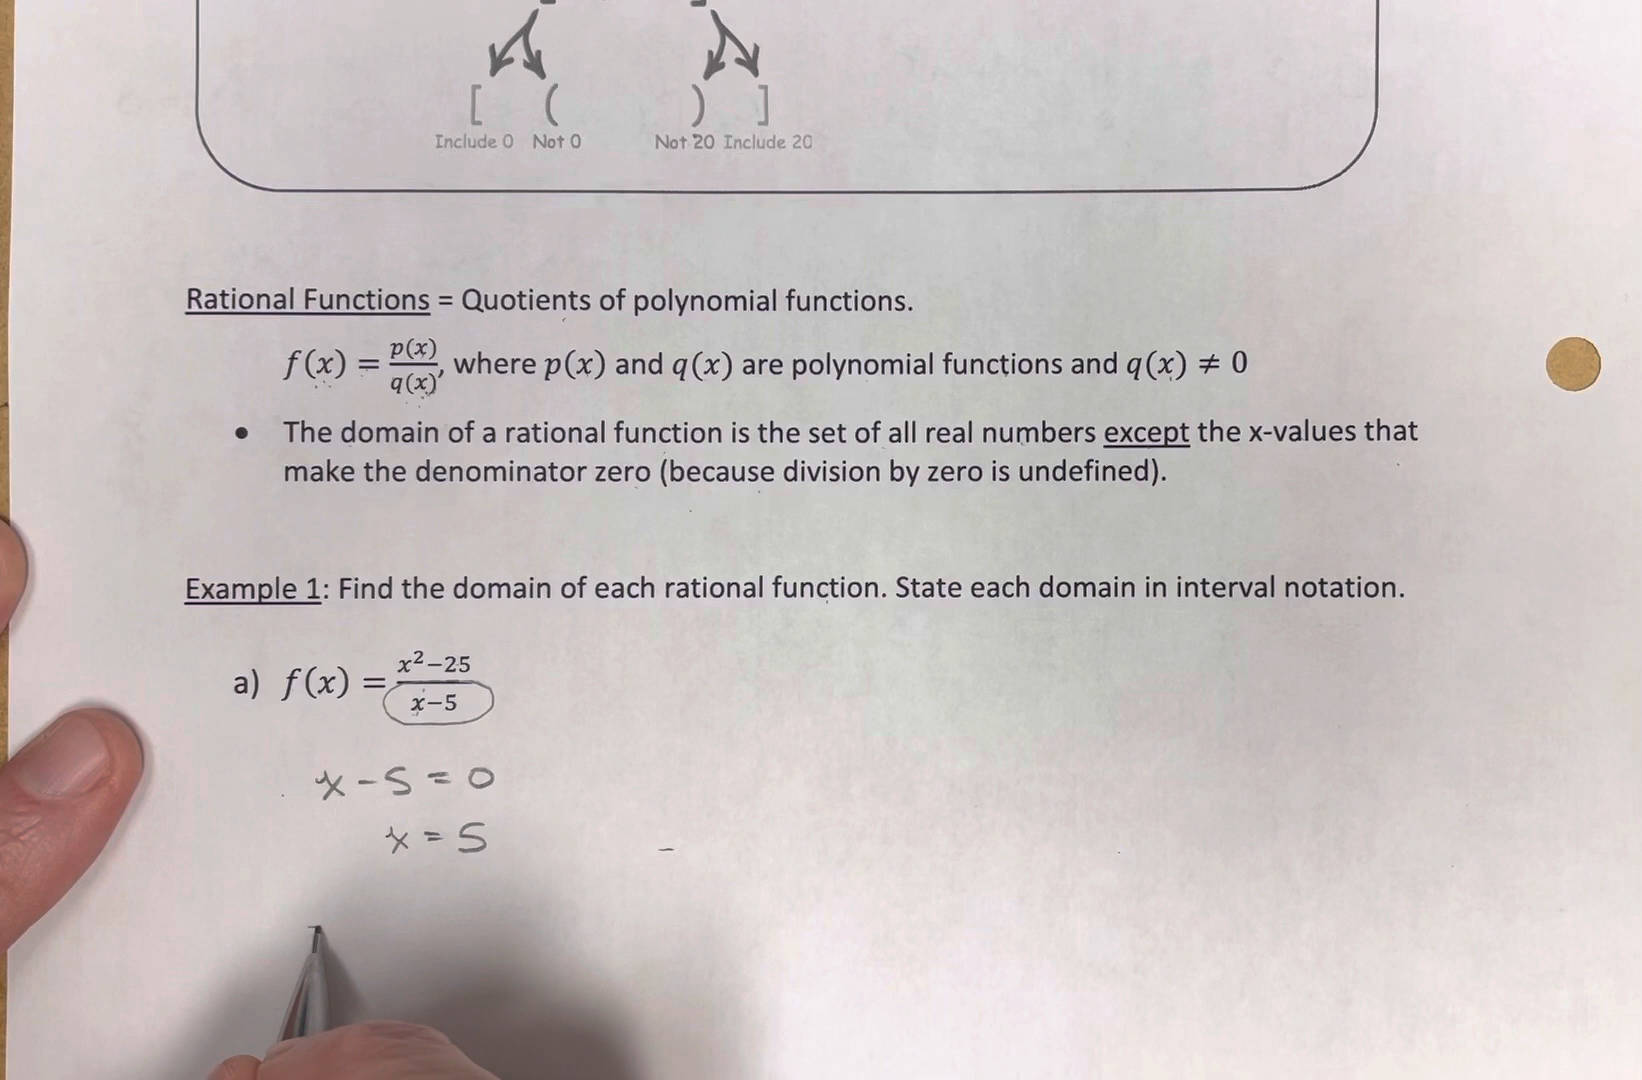 [ ( ) ]
Include 0 Not 0 Not 20 Include 20
Rational Functions = Quotients of polynomial functions.
f(x) = p(x)/q(x), where p(x) and q(x) are polynomial functions and q(x) ≠ 0
• The domain of a rational function is the set of all real numbers except the x-values that
make the denominator zero (because division by zero is undefined).
Example 1: Find the domain of each rational function. State each domain in interval notation.
a) f(x) = x²−25/x−5
x - 5 = 0
x = 5